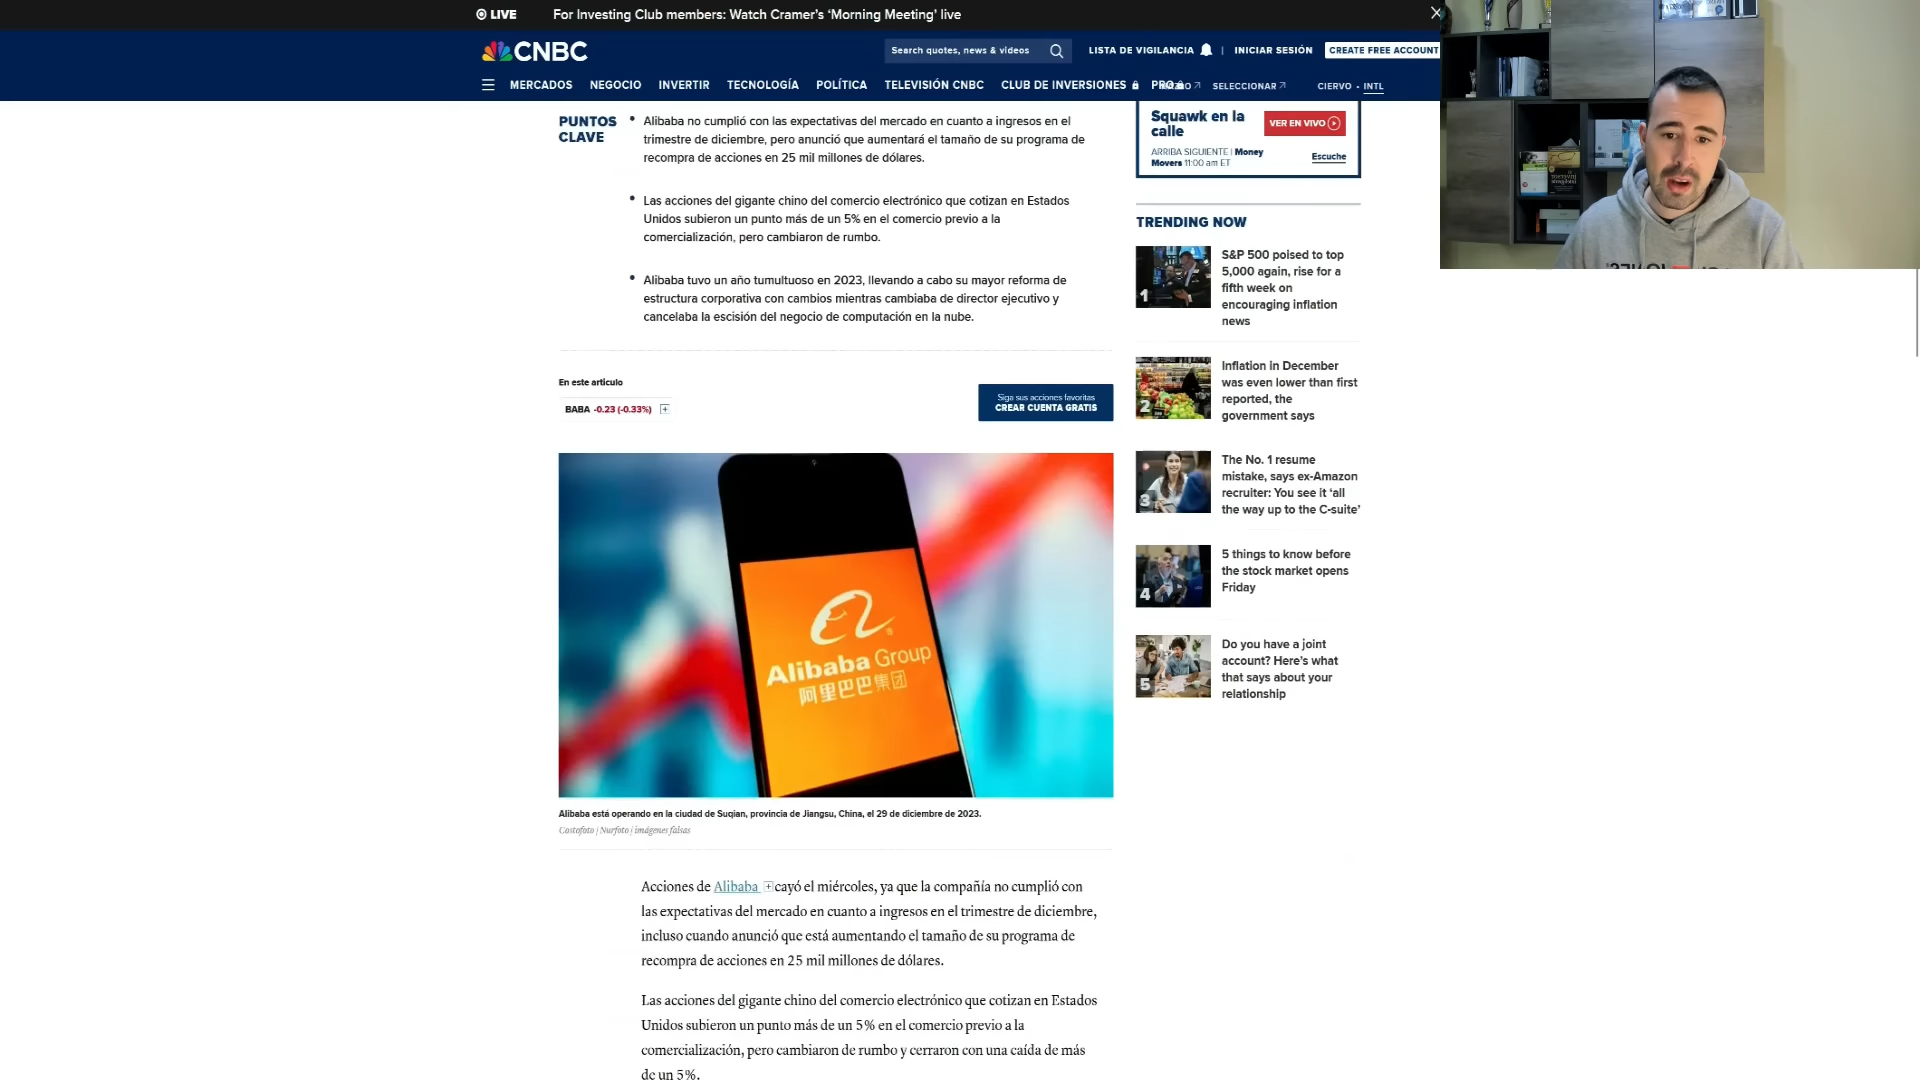 LIVE
For Investing Club members: Watch Cramer’s ‘Morning Meeting’ live
CNBC
Search quotes, news & videos
LISTA DE VIGILANCIA
INICIAR SESIÓN
CREATE FREE ACCOUNT
MERCADOS
NEGOCIO
INVERTIR
TECNOLOGÍA
POLÍTICA
TELEVISIÓN CNBC
CLUB DE INVERSIONES
PRO
SELECCIONAR
CIERVO • INTL
PUNTOS
CLAVE
• Alibaba no cumplió con las expectativas del mercado en cuanto a ingresos en el
trimestre de diciembre, pero anunció que aumentará el tamaño de su programa de
recompra de acciones en 25 mil millones de dólares.
• Las acciones del gigante chino del comercio electrónico que cotizan en Estados
Unidos subieron un punto más de un 5% en el comercio previo a la
comercialización, pero cambiaron de rumbo.
• Alibaba tuvo un año tumultuoso en 2023, llevando a cabo su mayor reforma de
estructura corporativa con cambios mientras cambiaba de director ejecutivo y
cancelaba la escisión del negocio de computación en la nube.
En este artículo
BABA -0.23 (-0.33%)
Siga sus acciones favoritas
CREAR CUENTA GRATIS
Alibaba Group
阿里巴巴集团
Alibaba está operando en la ciudad de Suqian, provincia de Jiangsu, China, el 29 de diciembre de 2023.
Costofoto | Nurfoto | imágenes falsas
Acciones de Alibaba cayó el miércoles, ya que la compañía no cumplió con
las expectativas del mercado en cuanto a ingresos en el trimestre de diciembre,
incluso cuando anunció que está aumentando el tamaño de su programa de
recompra de acciones en 25 mil millones de dólares.
Las acciones del gigante chino del comercio electrónico que cotizan en Estados
Unidos subieron un punto más de un 5% en el comercio previo a la
comercialización, pero cambiaron de rumbo y cerraron con una caída de más
de un 5%.
Squawk en la
calle
VER EN VIVO
ARRIBA SIGUIENTE | Money
Movers 11:00 am ET
Escuche
TRENDING NOW
1
S&P 500 poised to top
5,000 again, rise for a
fifth week on
encouraging inflation
news
2
Inflation in December
was even lower than first
reported, the
government says
3
The No. 1 resume
mistake, says ex-Amazon
recruiter: You see it ‘all
the way up to the C-suite’
4
5 things to know before
the stock market opens
Friday
5
Do you have a joint
account? Here’s what
that says about your
relationship